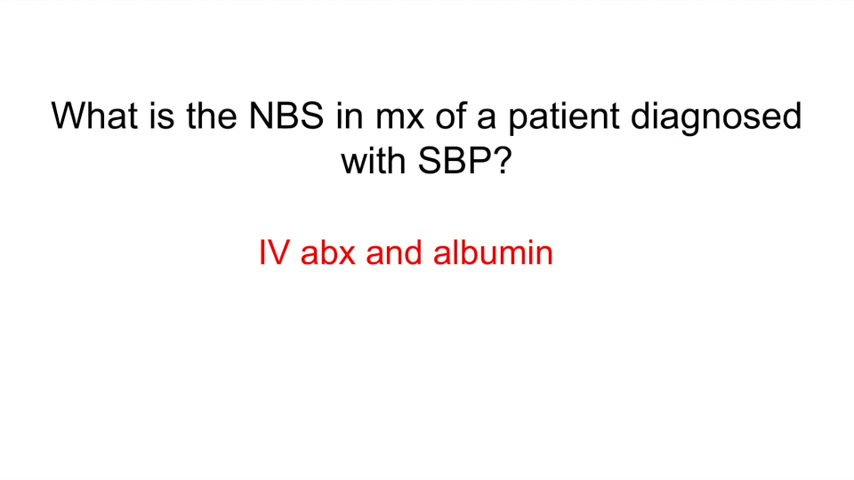 What is the NBS in mx of a patient diagnosed
with SBP?
IV abx and albumin